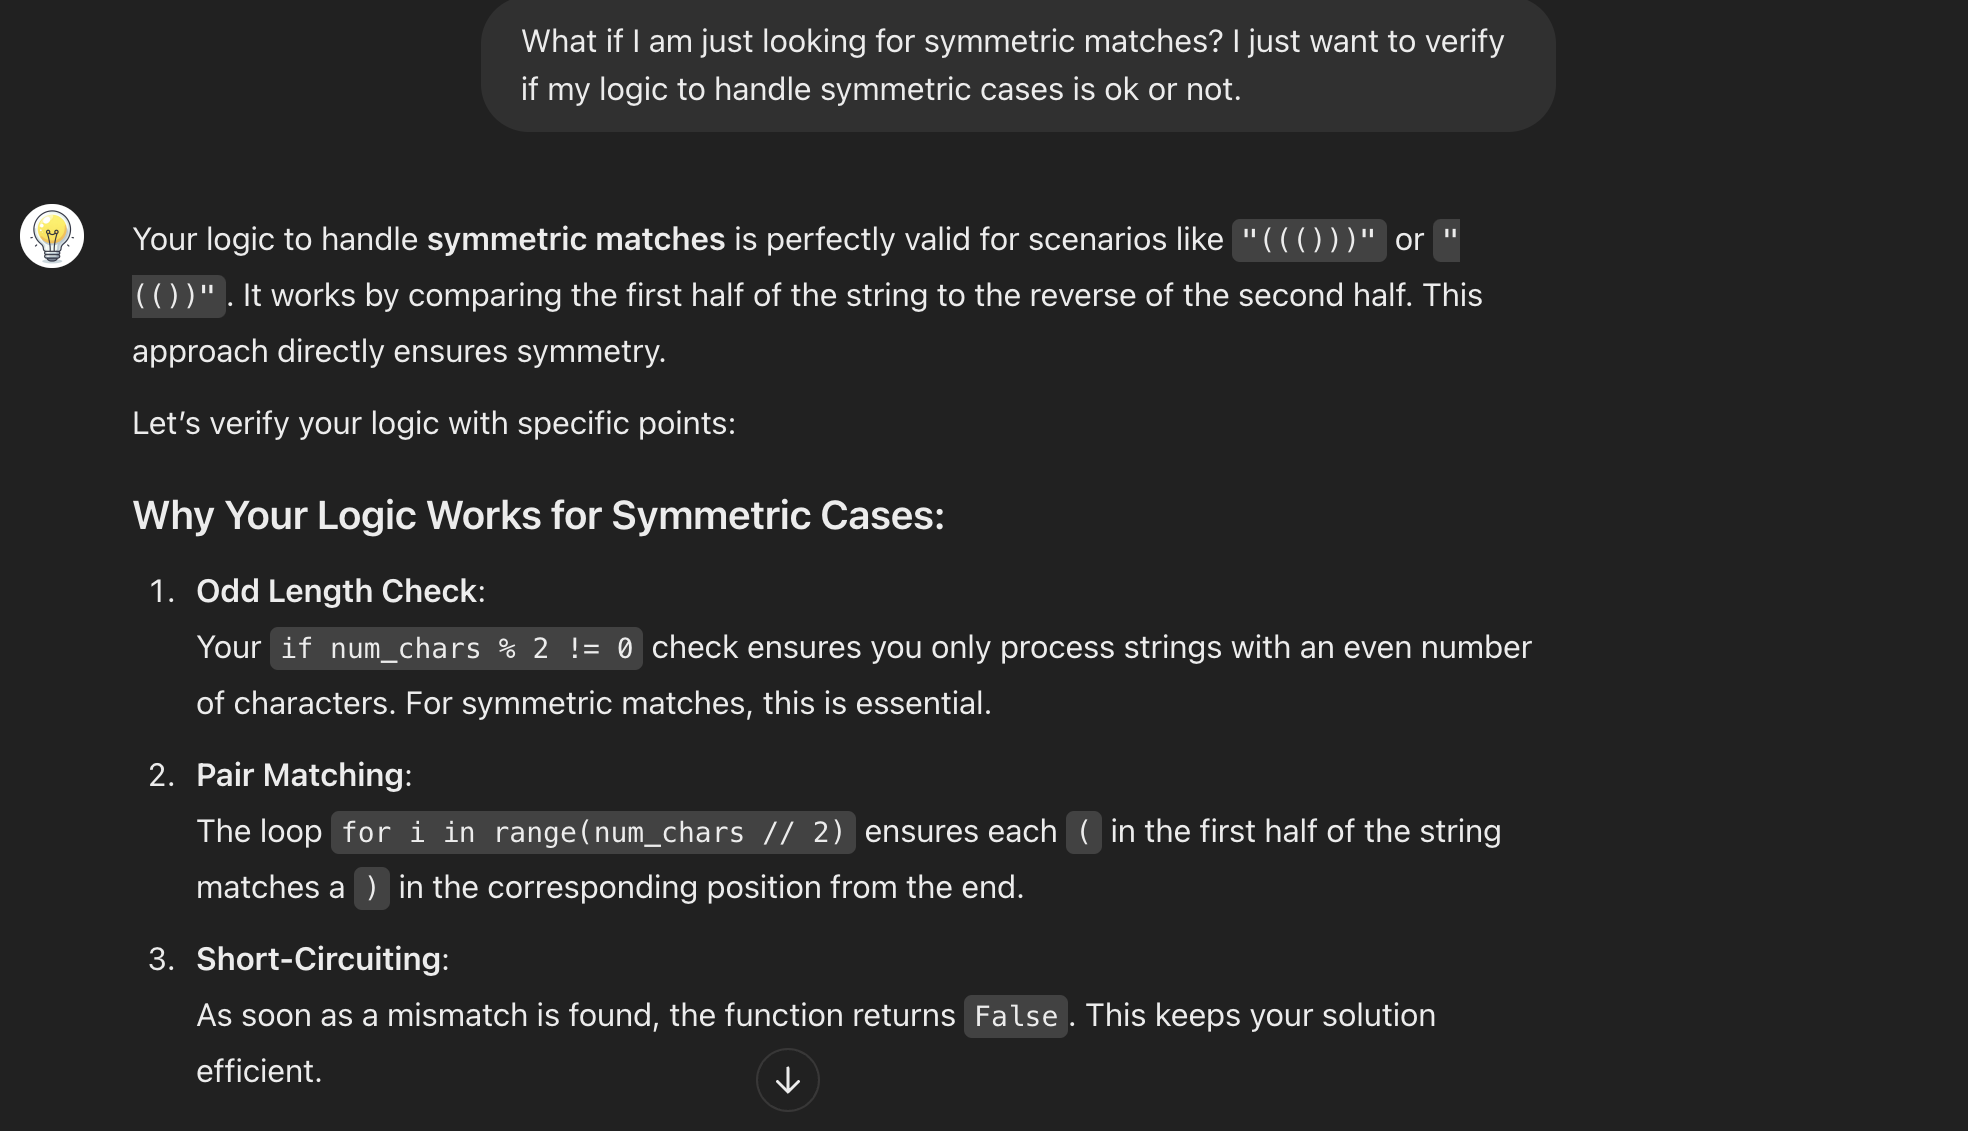 What if I am just looking for symmetric matches? I just want to verify
if my logic to handle symmetric cases is ok or not.
Your logic to handle symmetric matches is perfectly valid for scenarios like "((()))" or "
(())". It works by comparing the first half of the string to the reverse of the second half. This
approach directly ensures symmetry.
Let’s verify your logic with specific points:
Why Your Logic Works for Symmetric Cases:
1. Odd Length Check:
Your if num_chars % 2 != 0 check ensures you only process strings with an even number
of characters. For symmetric matches, this is essential.
2. Pair Matching:
The loop for i in range(num_chars // 2) ensures each ( in the first half of the string
matches a ) in the corresponding position from the end.
3. Short-Circuiting:
As soon as a mismatch is found, the function returns False. This keeps your solution
efficient.